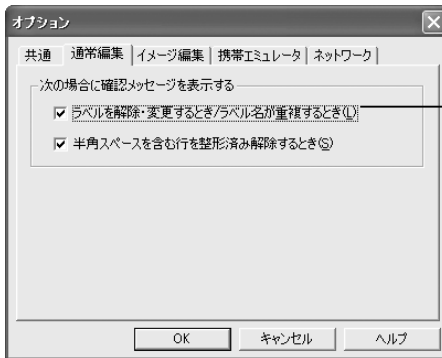 オプション
共通 通常編集 イメージ編集 携帯エミュレータ ネットワーク
次の場合に確認メッセージを表示する
ラベルを解除・変更するとき/ラベル名が重複するとき(L)
半角スペースを含む行を整形済み解除するとき(S)
OK キャンセル ヘルプ